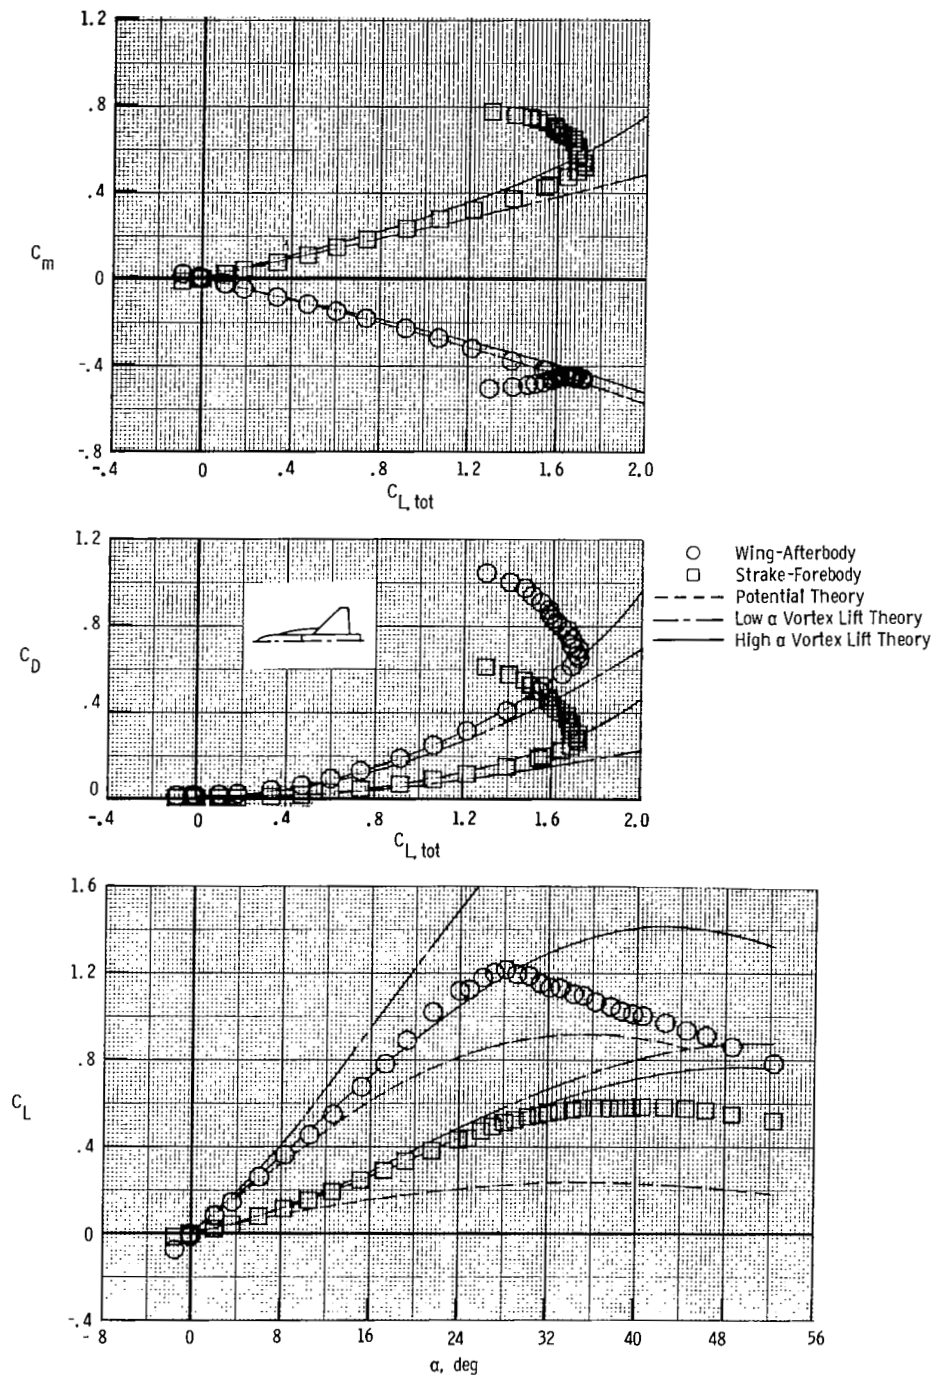 1.2
.8
.4
C_m
0
-.4
-.8
-.4 0 .4 .8 1.2 1.6 2.0
C_L, tot
1.2
.8
C_D
.4
0
-.4 0 .4 .8 1.2 1.6 2.0
C_L, tot
Wing-Afterbody
Strake-Forebody
Potential Theory
Low α Vortex Lift Theory
High α Vortex Lift Theory
1.6
1.2
.8
C_L
.4
0
-.4
-8 0 8 16 24 32 40 48 56
α, deg